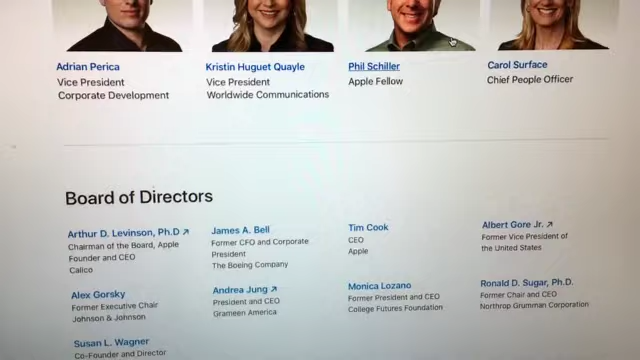 Adrian Perica
Vice President
Corporate Development
Kristin Huguet Quayle
Vice President
Worldwide Communications
Phil Schiller
Apple Fellow
Carol Surface
Chief People Officer
Board of Directors
Arthur D. Levinson, Ph.D ↗
Chairman of the Board, Apple
Founder and CEO
Calico
James A. Bell
Former CFO and Corporate
President
The Boeing Company
Tim Cook
CEO
Apple
Albert Gore Jr. ↗
Former Vice President of
the United States
Alex Gorsky
Former Executive Chair
Johnson & Johnson
Andrea Jung ↗
President and CEO
Grameen America
Monica Lozano
Former President and CEO
College Futures Foundation
Ronald D. Sugar, Ph.D.
Former Chair and CEO
Northrop Grumman Corporation
Susan L. Wagner
Co-Founder and Director